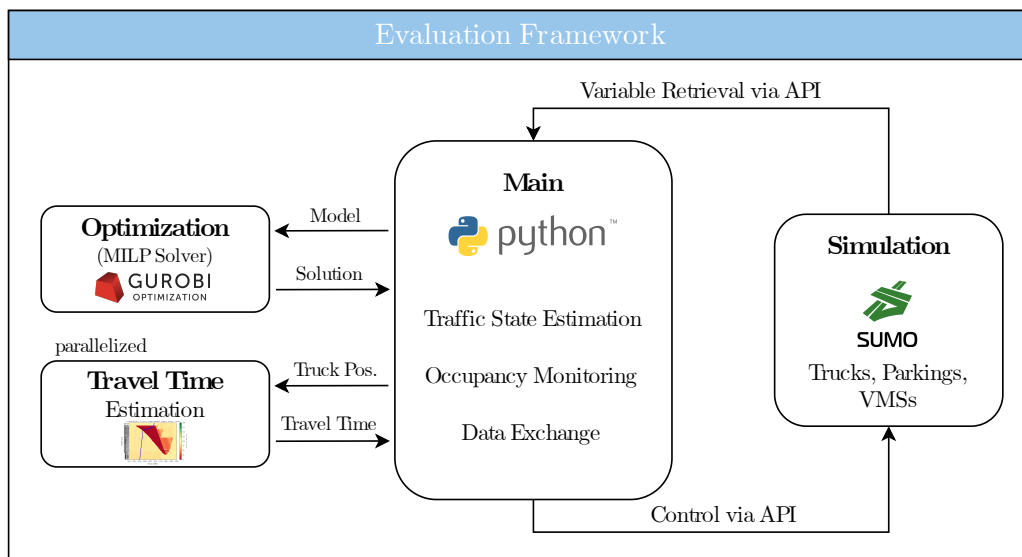 Evaluation Framework
Variable Retrieval via API
Main
python™
Traffic State Estimation
Occupancy Monitoring
Data Exchange
Optimization
(MILP Solver)
GUROBI
OPTIMIZATION
Model
Solution
parallelized
Travel Time
Estimation
Truck Pos.
Travel Time
Simulation
SUMO
Trucks, Parkings,
VMSs
Control via API